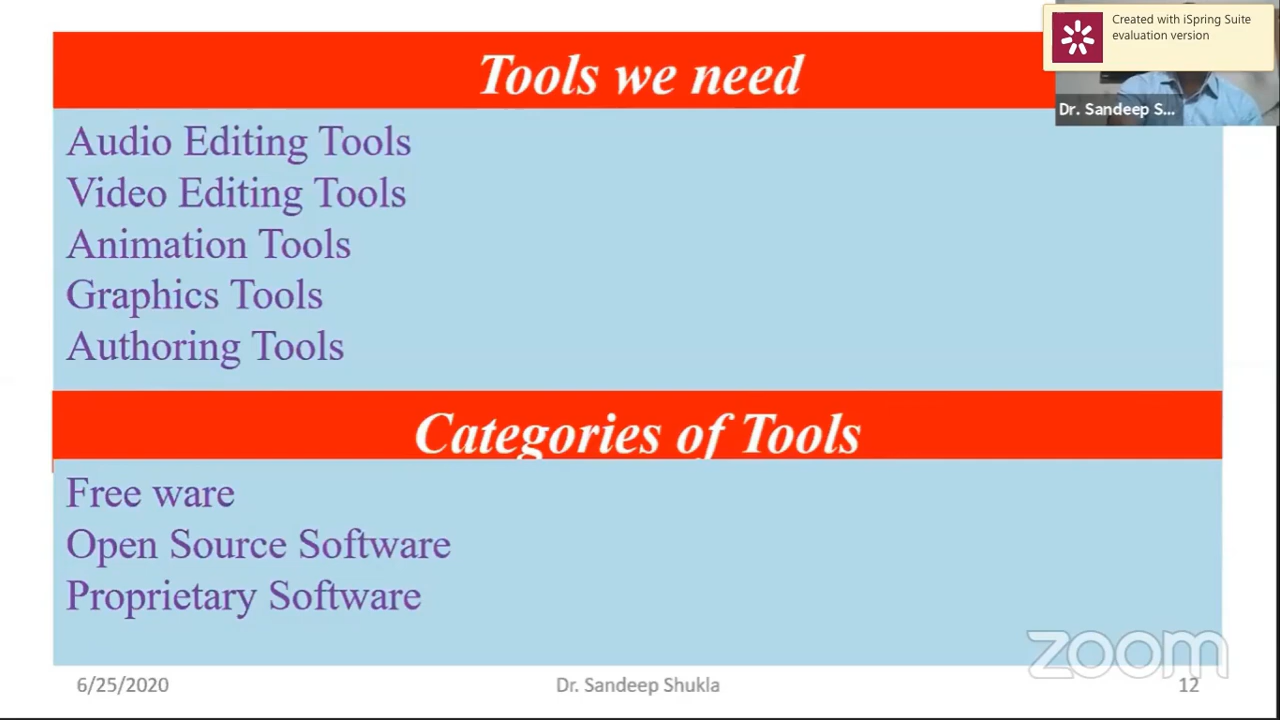 Created with iSpring Suite
evaluation version
Tools we need
Dr. Sandeep S...
Audio Editing Tools
Video Editing Tools
Animation Tools
Graphics Tools
Authoring Tools
Categories of Tools
Free ware
Open Source Software
Proprietary Software
zoom
6/25/2020
Dr. Sandeep Shukla
12